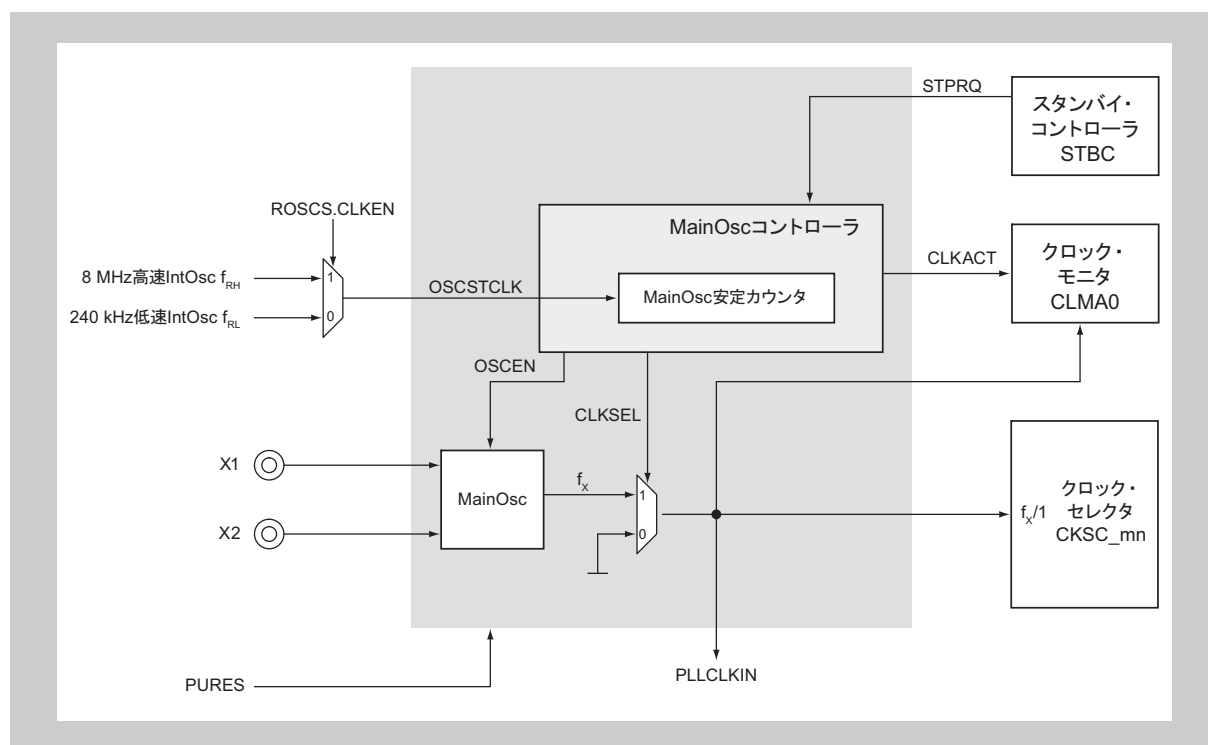 STPRQ
スタンバイ・
コントローラ
STBC
ROSCS.CLKEN
MainOscコントローラ
8 MHz高速IntOsc fRH
1
OSCSTCLK
MainOsc安定カウンタ
CLKACT
クロック・
モニタ
CLMA0
240 kHz低速IntOsc fRL
0
OSCEN
CLKSEL
X1
MainOsc
fX
1
0
X2
fX/1
クロック・
セレクタ
CKSC_mn
PURES
PLLCLKIN